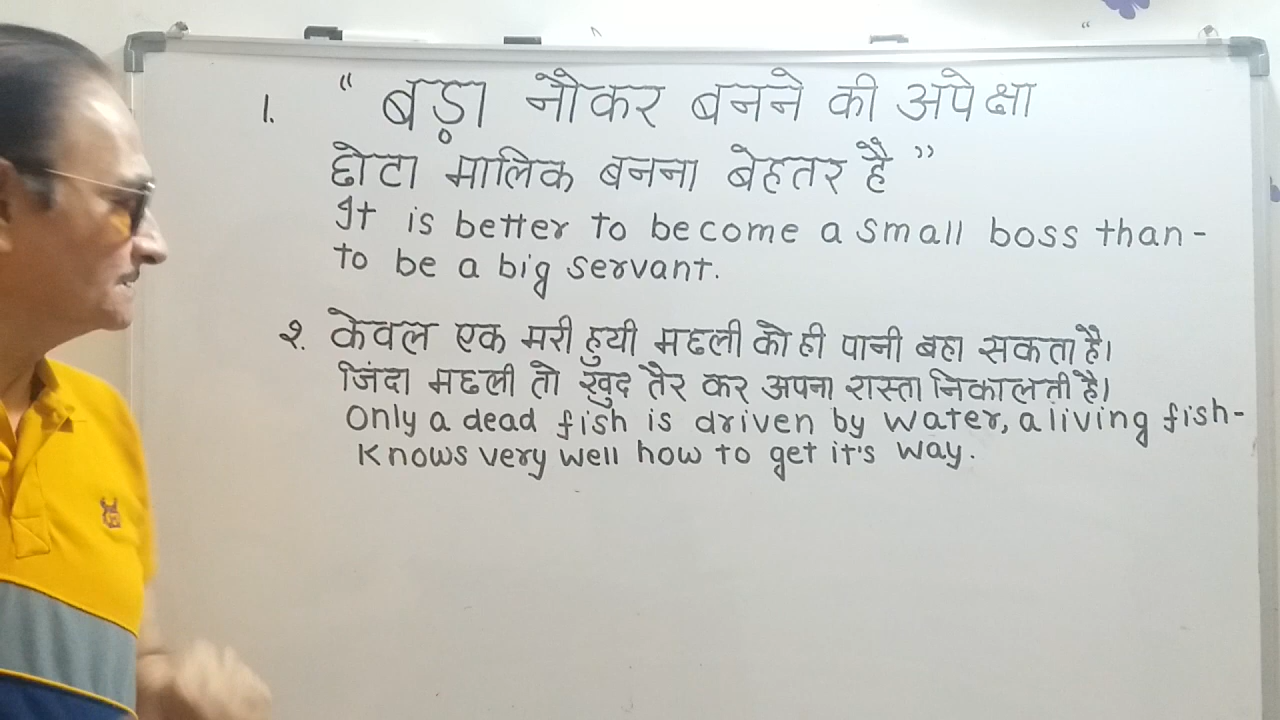 1. “ बड़ा नौकर बनने की अपेक्षा
छोटा मालिक बनना बेहतर है ”
It is better to become a small boss than -
to be a big servant.
२. केवल एक मरी हुयी मछली को ही पानी बहा सकता है।
जिंदा मछली तो खुद तैर कर अपना रास्ता निकालती है।
Only a dead fish is driven by water, a living fish -
Knows very well how to get it's way.